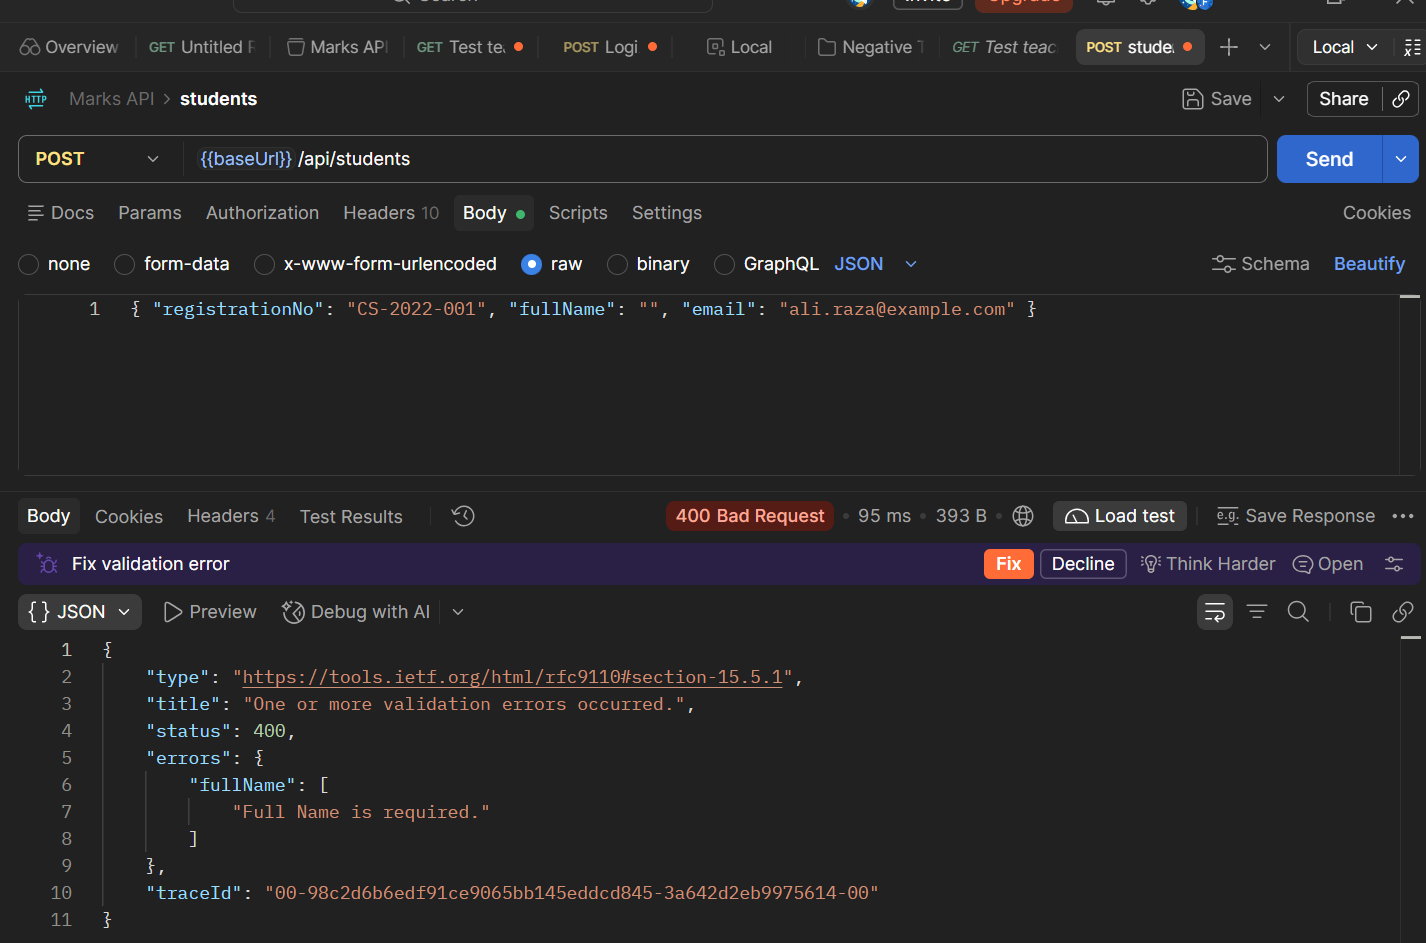 Overview GET Untitled Marks API GET Test te POST Logi Local Negative GET Test teac POST stude Local
HTTP Marks API > students Save Share
POST {{baseUrl}} /api/students Send
Docs Params Authorization Headers 10 Body Scripts Settings Cookies
none form-data x-www-form-urlencoded raw binary GraphQL JSON Schema Beautify
1 { "registrationNo": "CS-2022-001", "fullName": "", "email": "ali.raza@example.com" }
Body Cookies Headers 4 Test Results 400 Bad Request 95 ms 393 B Load test e.g. Save Response
Fix validation error Fix Decline Think Harder Open
{} JSON Preview Debug with AI
1 {
2 "type": "https://tools.ietf.org/html/rfc9110#section-15.5.1",
3 "title": "One or more validation errors occurred.",
4 "status": 400,
5 "errors": {
6 "fullName": [
7 "Full Name is required."
8 ]
9 },
10 "traceId": "00-98c2d6b6edf91ce9065bb145eddcd845-3a642d2eb9975614-00"
11 }